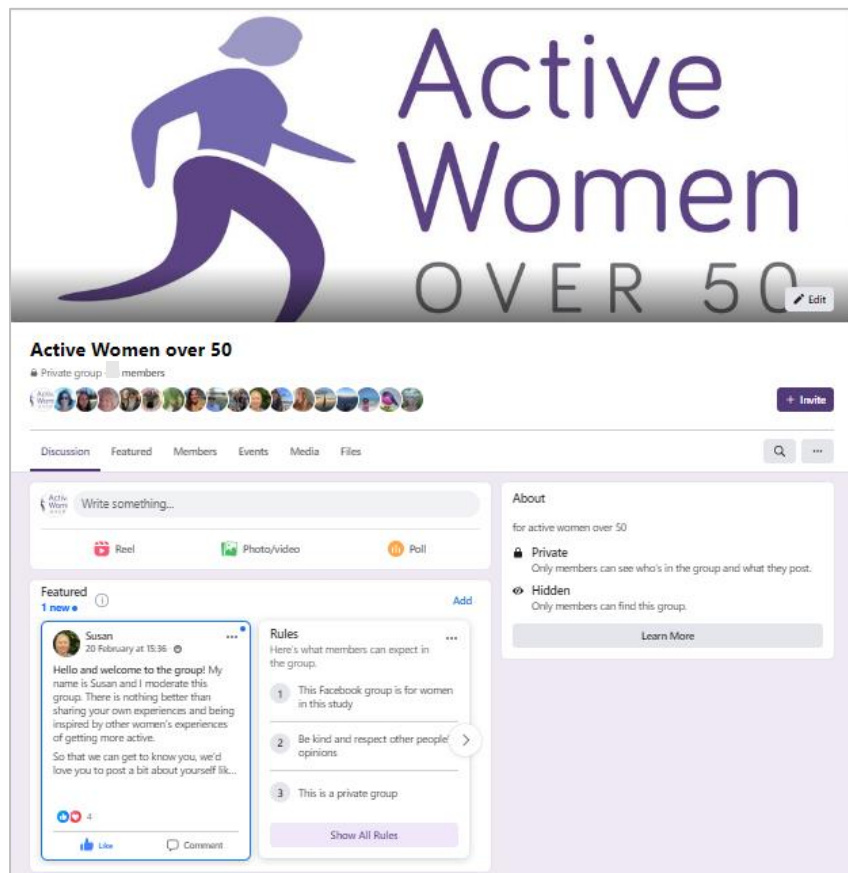 Active
Women
OVER 50
Edit
Active Women over 50
Private group · members
+ Invite
Discussion Featured Members Events Media Files
Write something...
Reel Photo/video Poll
Featured
1 new
Add
Susan
20 February at 15:36
Hello and welcome to the group! My
name is Susan and I moderate this
group. There is nothing better than
sharing your own experiences and being
inspired by other women's experiences
of getting more active.
So that we can get to know you, we'd
love you to post a bit about yourself lik...
4
Like Comment
Rules
Here's what members can expect in
the group.
1 This Facebook group is for women
in this study
2 Be kind and respect other people'
opinions
3 This is a private group
Show All Rules
About
for active women over 50
Private
Only members can see who's in the group and what they post.
Hidden
Only members can find this group.
Learn More